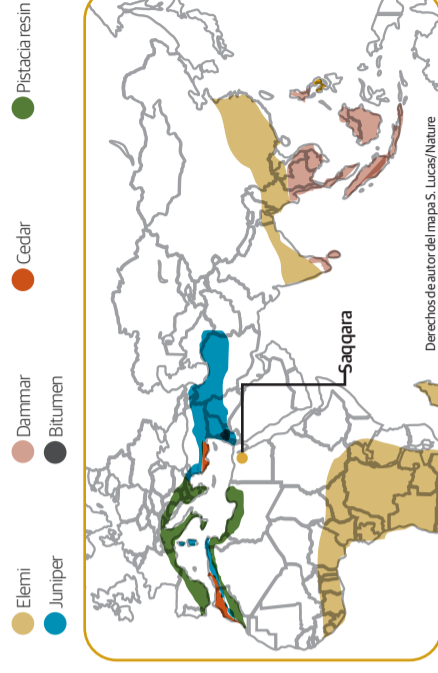 Elemi
Dammar
Cedar
Pistacia resin
Juniper
Bitumen
Saqqara
Derechos de autor del mapa S. Lucas/Nature